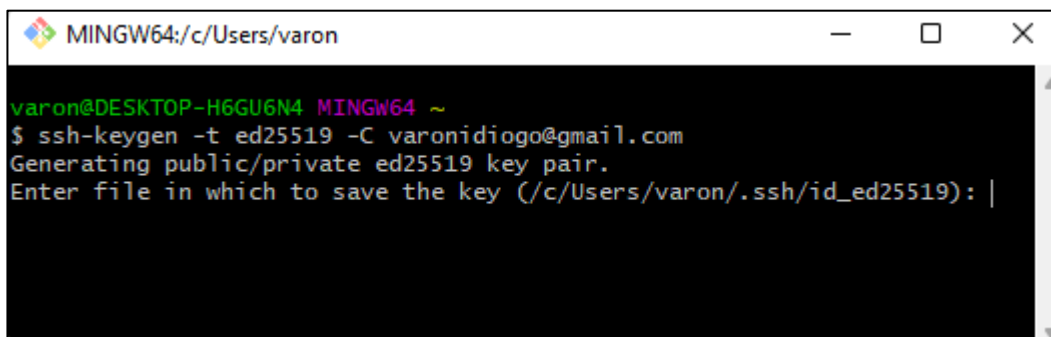 MINGW64:/c/Users/varon
varon@DESKTOP-H6GU6N4 MINGW64 ~
$ ssh-keygen -t ed25519 -C varonidiogo@gmail.com
Generating public/private ed25519 key pair.
Enter file in which to save the key (/c/Users/varon/.ssh/id_ed25519):